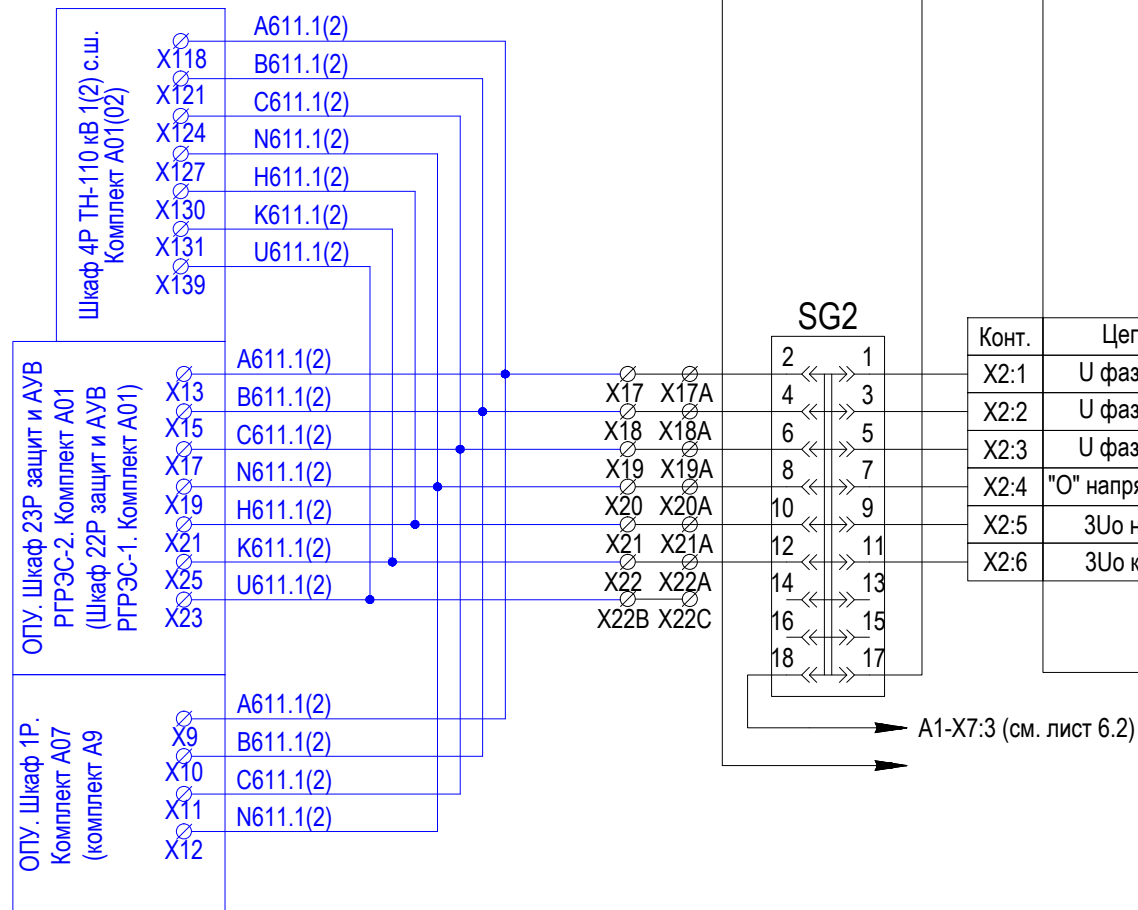 Шкаф 4Р ТН-110 кВ 1(2) с.ш.
Комплект А01(02)
A611.1(2)
X118
B611.1(2)
X121
C611.1(2)
X124
N611.1(2)
X127
H611.1(2)
X130
K611.1(2)
X131
U611.1(2)
X139
ОПУ. Шкаф 23Р защит и АУВ
РГРЭС-2. Комплект А01
(Шкаф 22Р защит и АУВ
РГРЭС-1. Комплект А01)
A611.1(2)
X13
B611.1(2)
X15
C611.1(2)
X17
N611.1(2)
X19
H611.1(2)
X21
K611.1(2)
X25
U611.1(2)
X23
ОПУ. Шкаф 1Р.
Комплект А07
(комплект А9
A611.1(2)
X9
B611.1(2)
X10
C611.1(2)
X11
N611.1(2)
X12
X17 X17A
X18 X18A
X19 X19A
X20 X20A
X21 X21A
X22 X22A
X22B X22C
SG2
2 1
4 3
6 5
8 7
10 9
12 11
14 13
16 15
18 17
A1-X7:3 (см. лист 6.2)
Конт. Цеп
X2:1 U фаз
X2:2 U фаз
X2:3 U фаз
X2:4 "О" напря
X2:5 3Uо н
X2:6 3Uо к